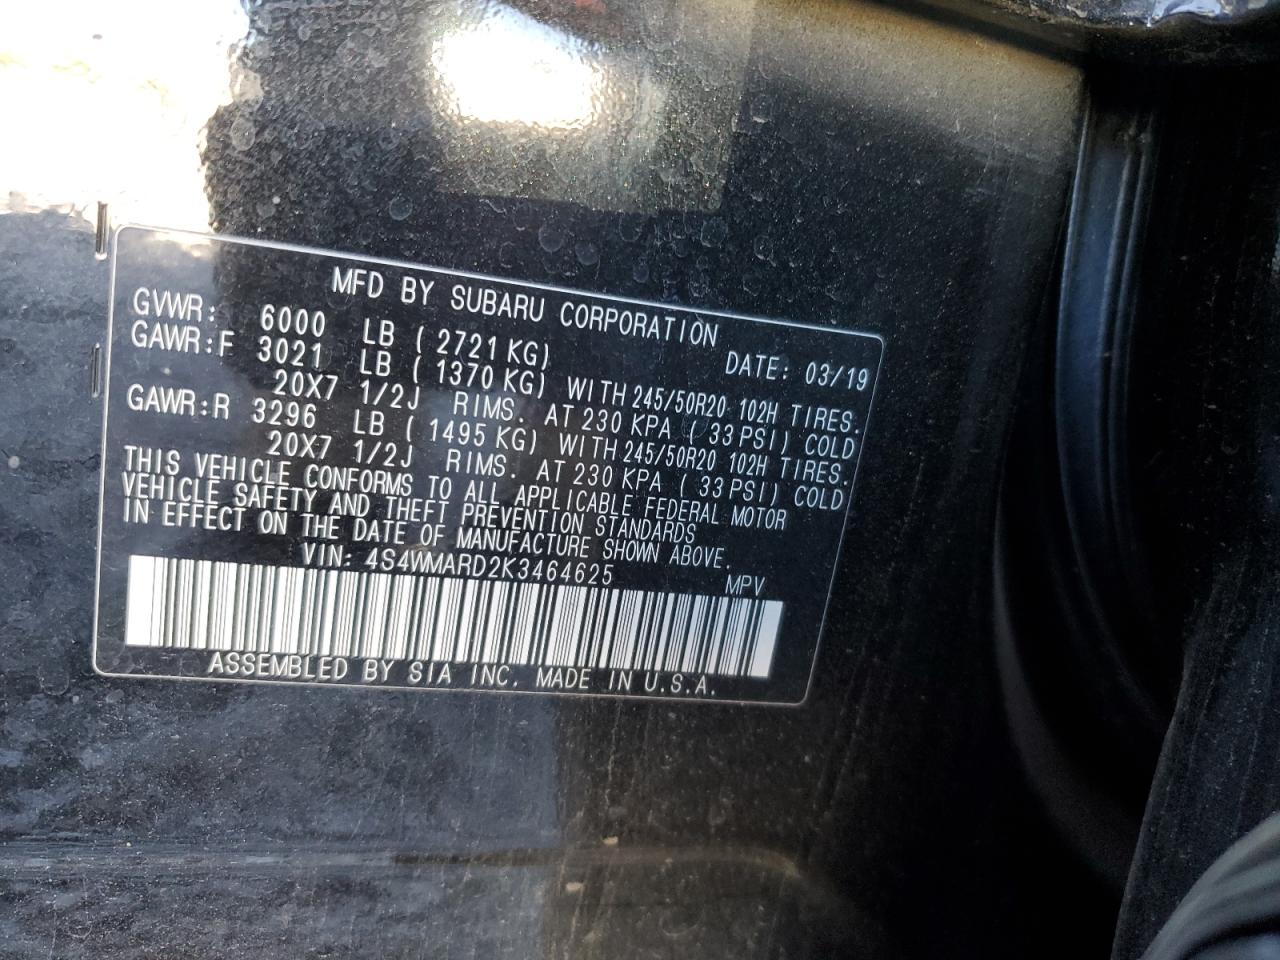 MFD BY SUBARU CORPORATION
GVWR: 6000 LB ( 2721 KG) DATE: 03/19
GAWR:F 3021 LB ( 1370 KG) WITH 245/50R20 102H TIRES.
20X7 1/2J RIMS. AT 230 KPA ( 33 PSI) COLD
GAWR:R 3296 LB ( 1495 KG) WITH 245/50R20 102H TIRES.
20X7 1/2J RIMS. AT 230 KPA ( 33 PSI) COLD
THIS VEHICLE CONFORMS TO ALL APPLICABLE FEDERAL MOTOR
VEHICLE SAFETY AND THEFT PREVENTION STANDARDS
IN EFFECT ON THE DATE OF MANUFACTURE SHOWN ABOVE.
VIN: 4S4WMARD2K3464625 MPV
ASSEMBLED BY SIA INC. MADE IN U.S.A.